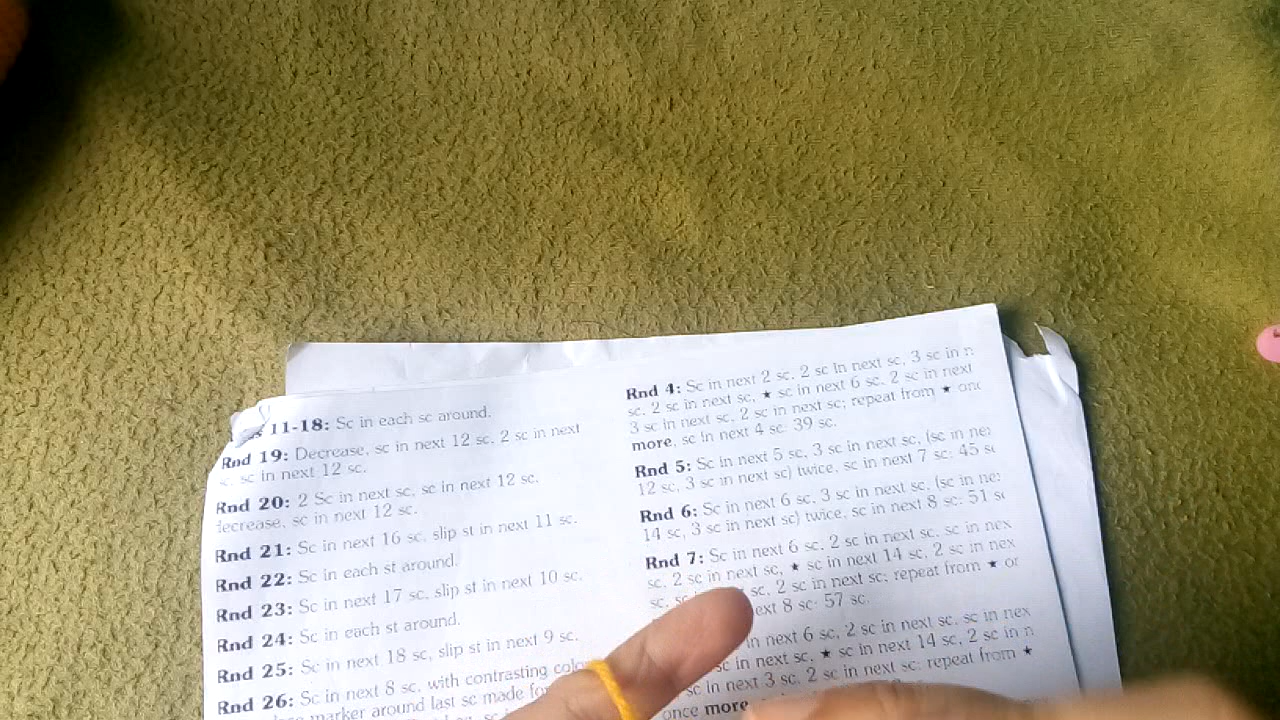 11-18: Sc in each sc around.
Rnd 19: Decrease, sc in next 12 sc, 2 sc in next
sc in next 12 sc.
Rnd 20: 2 Sc in next sc, sc in next 12 sc.
decrease, sc in next 12 sc.
Rnd 21: Sc in next 16 sc, slip st in next 11 sc.
Rnd 22: Sc in each st around.
Rnd 23: Sc in next 17 sc, slip st in next 10 sc.
Rnd 24: Sc in each st around.
Rnd 25: Sc in next 18 sc, slip st in next 9 sc.
Rnd 26: Sc in next 8 sc, with contrasting
marker around last sc made
Rnd 4: Sc in next 2 sc, 2 sc in next sc, 3 sc in
sc, 2 sc in next sc, ★ sc in next 6 sc, 2 sc in next
3 sc in next sc, 2 sc in next sc; repeat from ★
more, sc in next 4 sc: 39 sc.
Rnd 5: Sc in next 5 sc, 3 sc in next sc, (sc in
12 sc, 3 sc in next sc) twice, sc in next 7 sc: 45
Rnd 6: Sc in next 6 sc, 3 sc in next sc, (sc in
14 sc, 3 sc in next sc) twice, sc in next 8 sc: 51
Rnd 7: Sc in next 6 sc, 2 sc in next sc, sc in
sc, 2 sc in next sc, ★ sc in next 14 sc, 2 sc in
sc, sc, 2 sc in next sc; repeat from ★
8 sc: 57 sc.
in next 6 sc, 2 sc in next sc, sc in
sc in next sc, ★ sc in next 14 sc, 2 sc in
sc in next 3 sc, 2 sc in next sc; repeat from ★
once more,